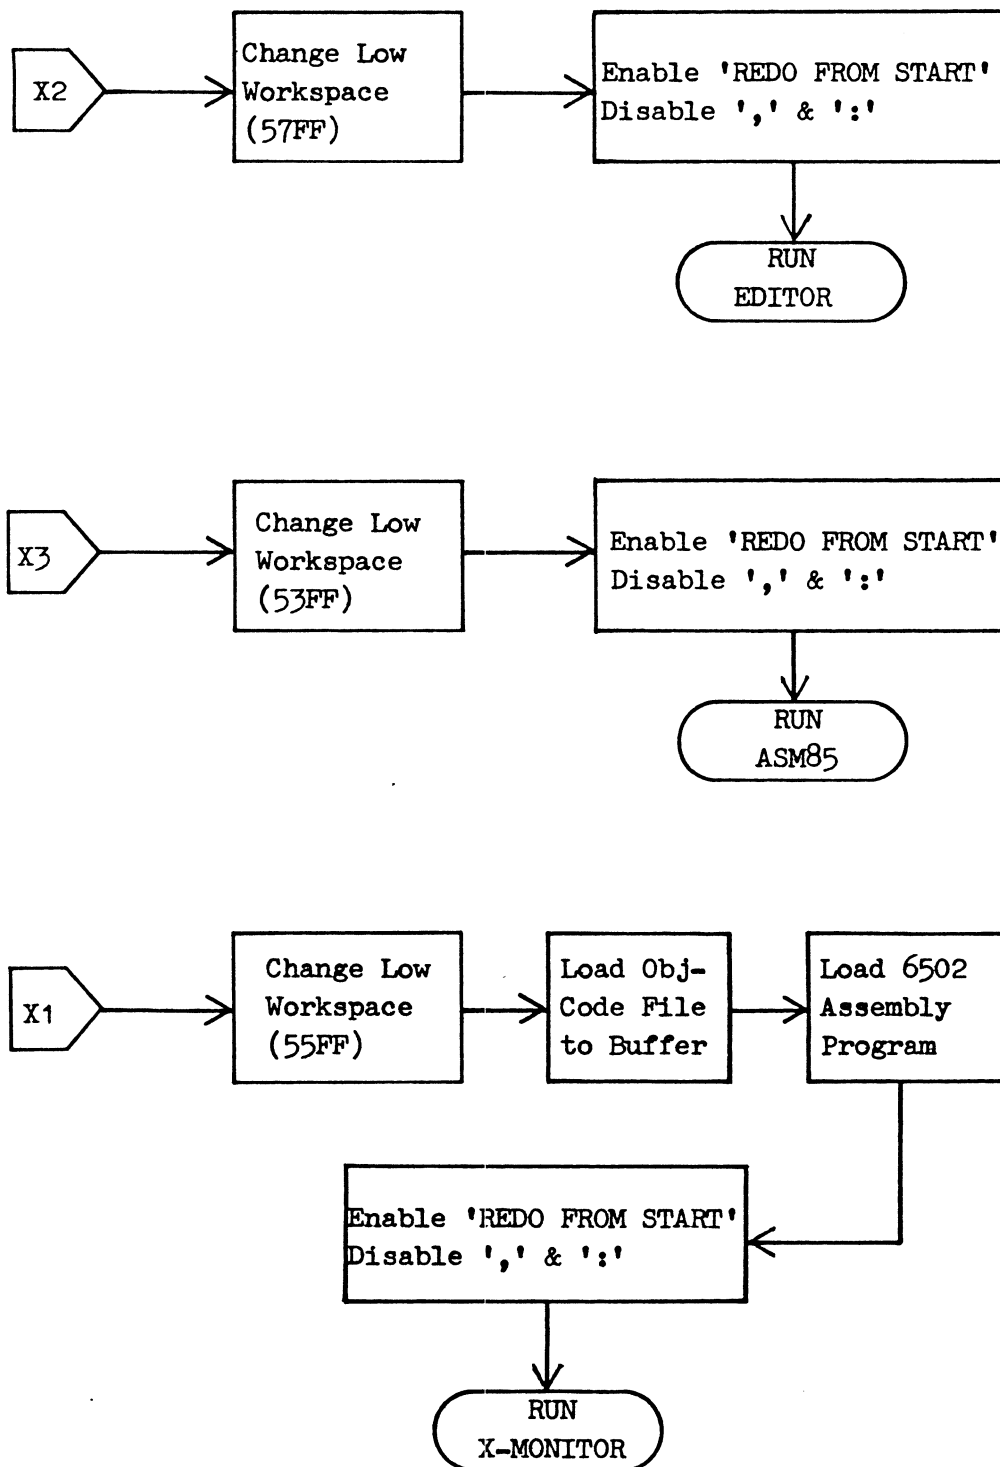 X2
Change Low
Workspace
(57FF)
Enable 'REDO FROM START'
Disable ',' & ':'
RUN
EDITOR
X3
Change Low
Workspace
(53FF)
Enable 'REDO FROM START'
Disable ',' & ':'
RUN
ASM85
X1
Change Low
Workspace
(55FF)
Load Obj-
Code File
to Buffer
Load 6502
Assembly
Program
Enable 'REDO FROM START'
Disable ',' & ':'
RUN
X-MONITOR